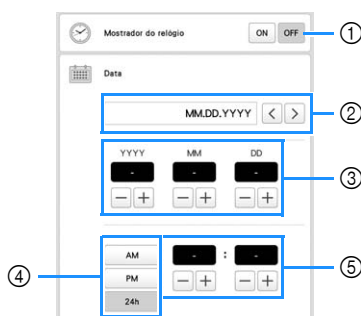 Mostrador do relógio ON OFF ①
Data
MM.DD.YYYY < > ②
YYYY MM DD
- - - ③
− + − + − +
④ AM - : - ⑤
PM − + − +
24h